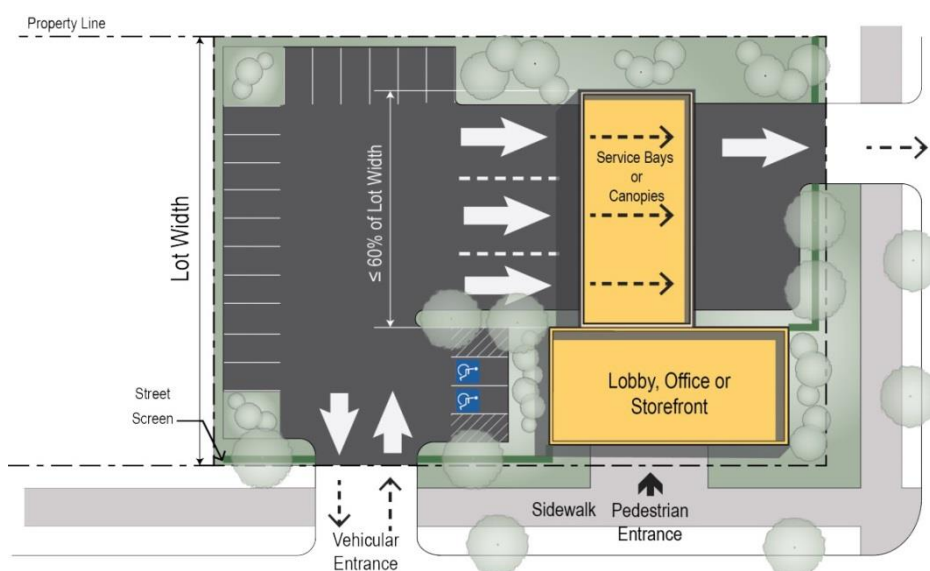 Property Line
Lot Width
≤ 60% of Lot Width
Service Bays
or
Canopies
Lobby, Office or
Storefront
Street
Screen
Sidewalk
Pedestrian
Entrance
Vehicular
Entrance